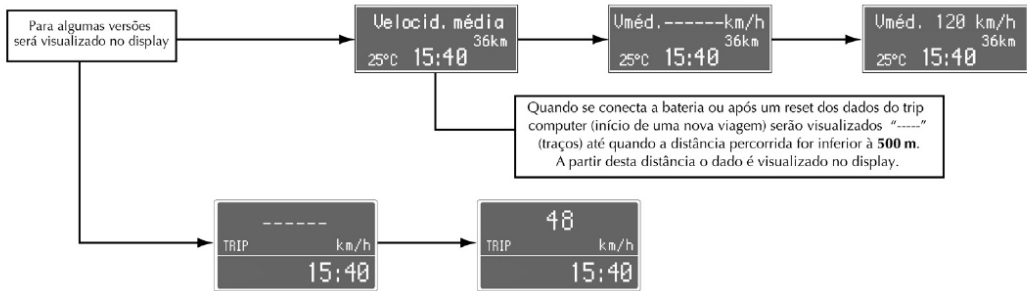 Para algumas versões
será visualizado no display
Velocid. média
36km
25°C 15:40
Vméd.------km/h
36km
25°C 15:40
Vméd. 120 km/h
36km
25°C 15:40
Quando se conecta a bateria ou após um reset dos dados do trip
computer (início de uma nova viagem) serão visualizados "-----"
(traços) até quando a distância percorrida for inferior à 500 m.
A partir desta distância o dado é visualizado no display.
------
TRIP km/h
15:40
48
TRIP km/h
15:40